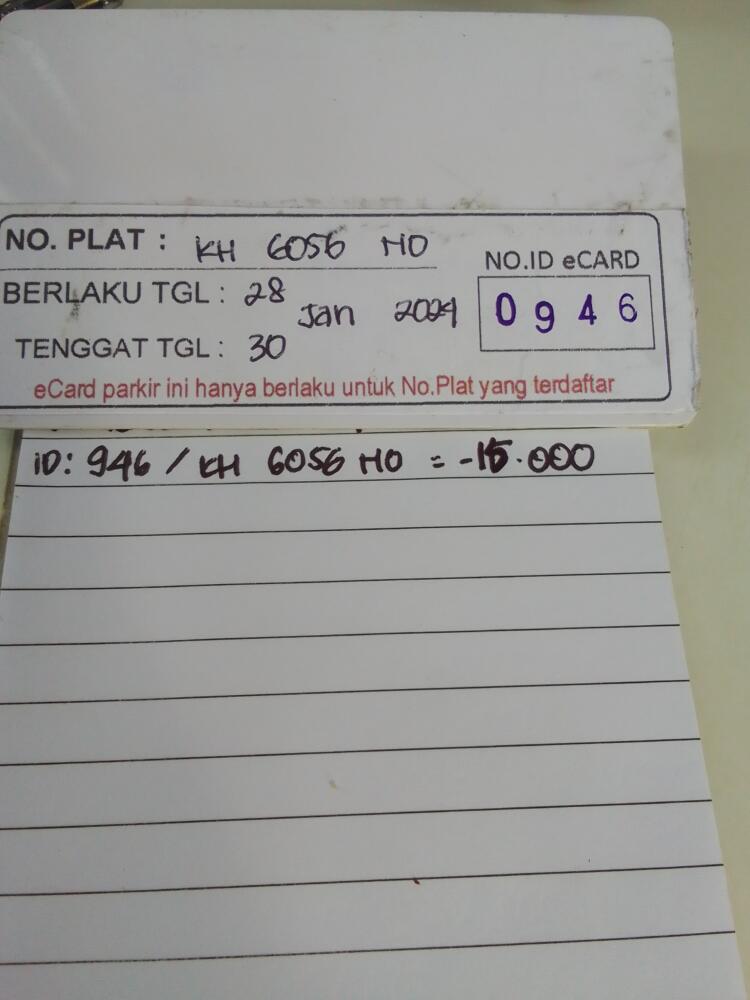 NO. PLAT : KH 6056 HO
NO.ID eCARD
BERLAKU TGL : 28 Jan 2024
0946
TENGGAT TGL : 30
eCard parkir ini hanya berlaku untuk No.Plat yang terdaftar
iD: 946 / KH 6056 HO = -15.000